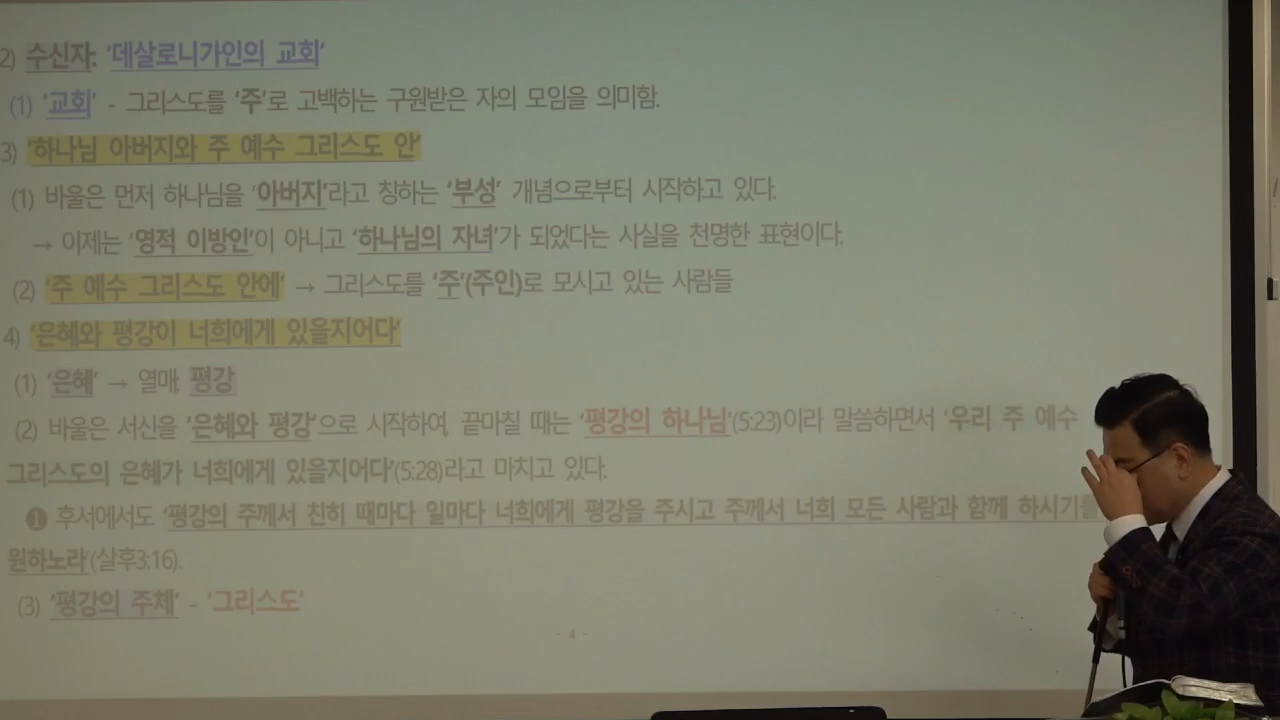 2) 수신자: '데살로니가인의 교회'
(1) '교회' - 그리스도를 '주'로 고백하는 구원받은 자의 모임을 의미함.
3) '하나님 아버지와 주 예수 그리스도 안'
(1) 바울은 먼저 하나님을 '아버지'라고 칭하는 '부성' 개념으로부터 시작하고 있다.
→ 이제는 '영적 이방인'이 아니고 '하나님의 자녀'가 되었다는 사실을 천명한 표현이다.
(2) '주 예수 그리스도 안에' → 그리스도를 '주'(주인)로 모시고 있는 사람들
4) '은혜와 평강이 너희에게 있을지어다'
(1) '은혜' → 열매, 평강
(2) 바울은 서신을 '은혜와 평강'으로 시작하여, 끝마칠 때는 '평강의 하나님'(5:23)이라 말씀하면서 '우리 주 예수
그리스도의 은혜가 너희에게 있을지어다'(5:28)라고 마치고 있다.
❶ 후서에서도 '평강의 주께서 친히 때마다 일마다 너희에게 평강을 주시고 주께서 너희 모든 사람과 함께 하시기를
원하노라'(살후3:16).
(3) '평강의 주체' - '그리스도'
- 4 -